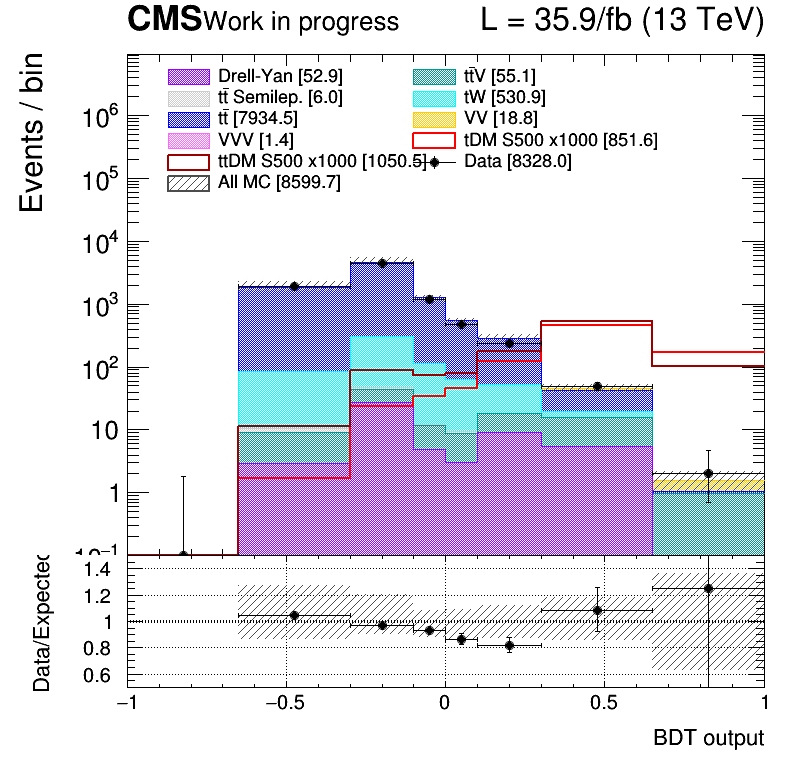 CMS Work in progress L = 35.9/fb (13 TeV)
Events / bin
Drell-Yan [52.9] tt̄V [55.1]
tt̄ Semilep. [6.0] tW [530.9]
tt̄ [7934.5] VV [18.8]
VVV [1.4] tDM S500 x1000 [851.6]
ttDM S500 x1000 [1050.5] Data [8328.0]
All MC [8599.7]
10⁶
10⁵
10⁴
10³
10²
10
1
10⁻¹
Data/Expected
1.4
1.2
1
0.8
0.6
−1 −0.5 0 0.5 1
BDT output